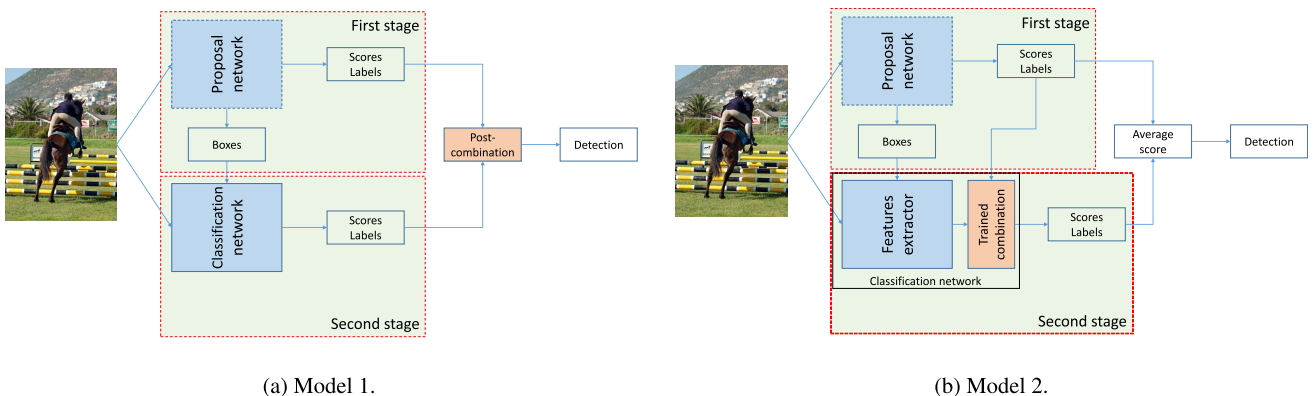 First stage
Proposal
network
Scores
Labels
Boxes
Post-
combination
Detection
Classification
network
Scores
Labels
Second stage
(a) Model 1.
First stage
Proposal
network
Scores
Labels
Boxes
Average
score
Detection
Features
extractor
Trained
combination
Scores
Labels
Classification network
Second stage
(b) Model 2.